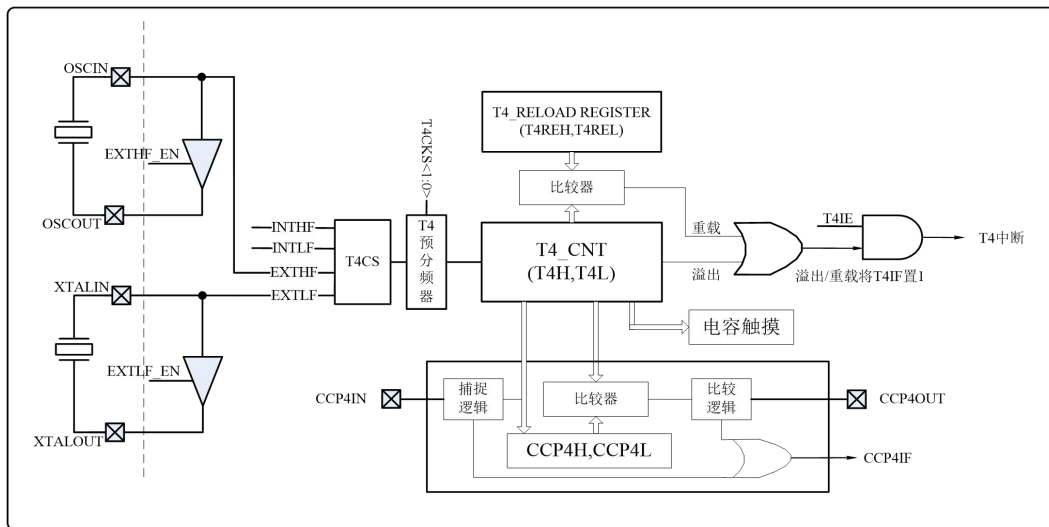 OSCIN
EXTHF_EN
OSCOUT
XTALIN
EXTLF_EN
XTALOUT
INTHF
INTLF
EXTHF
EXTLF
T4CS
T4CKS<1:0>
T4
预
分
频
器
T4_RELOAD REGISTER
(T4REH,T4REL)
比较器
T4_CNT
(T4H,T4L)
重载
溢出
T4IE
溢出/重载将T4IF置1
T4中断
电容触摸
CCP4IN
捕捉
逻辑
比较器
比较
逻辑
CCP4OUT
CCP4H,CCP4L
CCP4IF